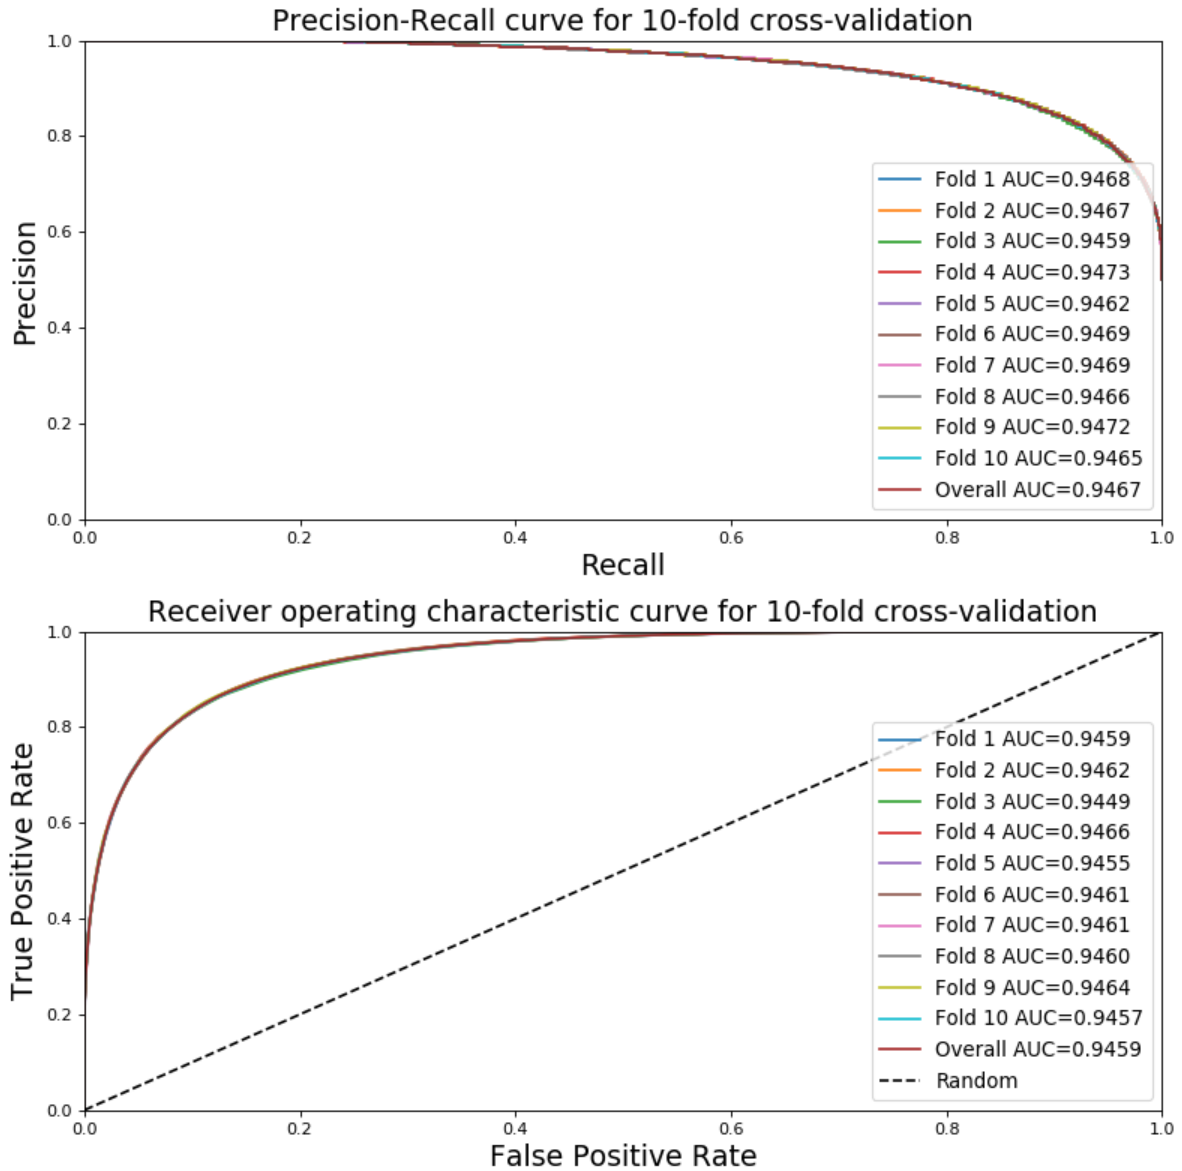 Precision-Recall curve for 10-fold cross-validation
1.0
0.8
0.6
0.4
0.2
0.0
Precision
Fold 1 AUC=0.9468
Fold 2 AUC=0.9467
Fold 3 AUC=0.9459
Fold 4 AUC=0.9473
Fold 5 AUC=0.9462
Fold 6 AUC=0.9469
Fold 7 AUC=0.9469
Fold 8 AUC=0.9466
Fold 9 AUC=0.9472
Fold 10 AUC=0.9465
Overall AUC=0.9467
0.0 0.2 0.4 0.6 0.8 1.0
Recall
Receiver operating characteristic curve for 10-fold cross-validation
1.0
0.8
0.6
0.4
0.2
0.0
True Positive Rate
Fold 1 AUC=0.9459
Fold 2 AUC=0.9462
Fold 3 AUC=0.9449
Fold 4 AUC=0.9466
Fold 5 AUC=0.9455
Fold 6 AUC=0.9461
Fold 7 AUC=0.9461
Fold 8 AUC=0.9460
Fold 9 AUC=0.9464
Fold 10 AUC=0.9457
Overall AUC=0.9459
Random
0.0 0.2 0.4 0.6 0.8 1.0
False Positive Rate